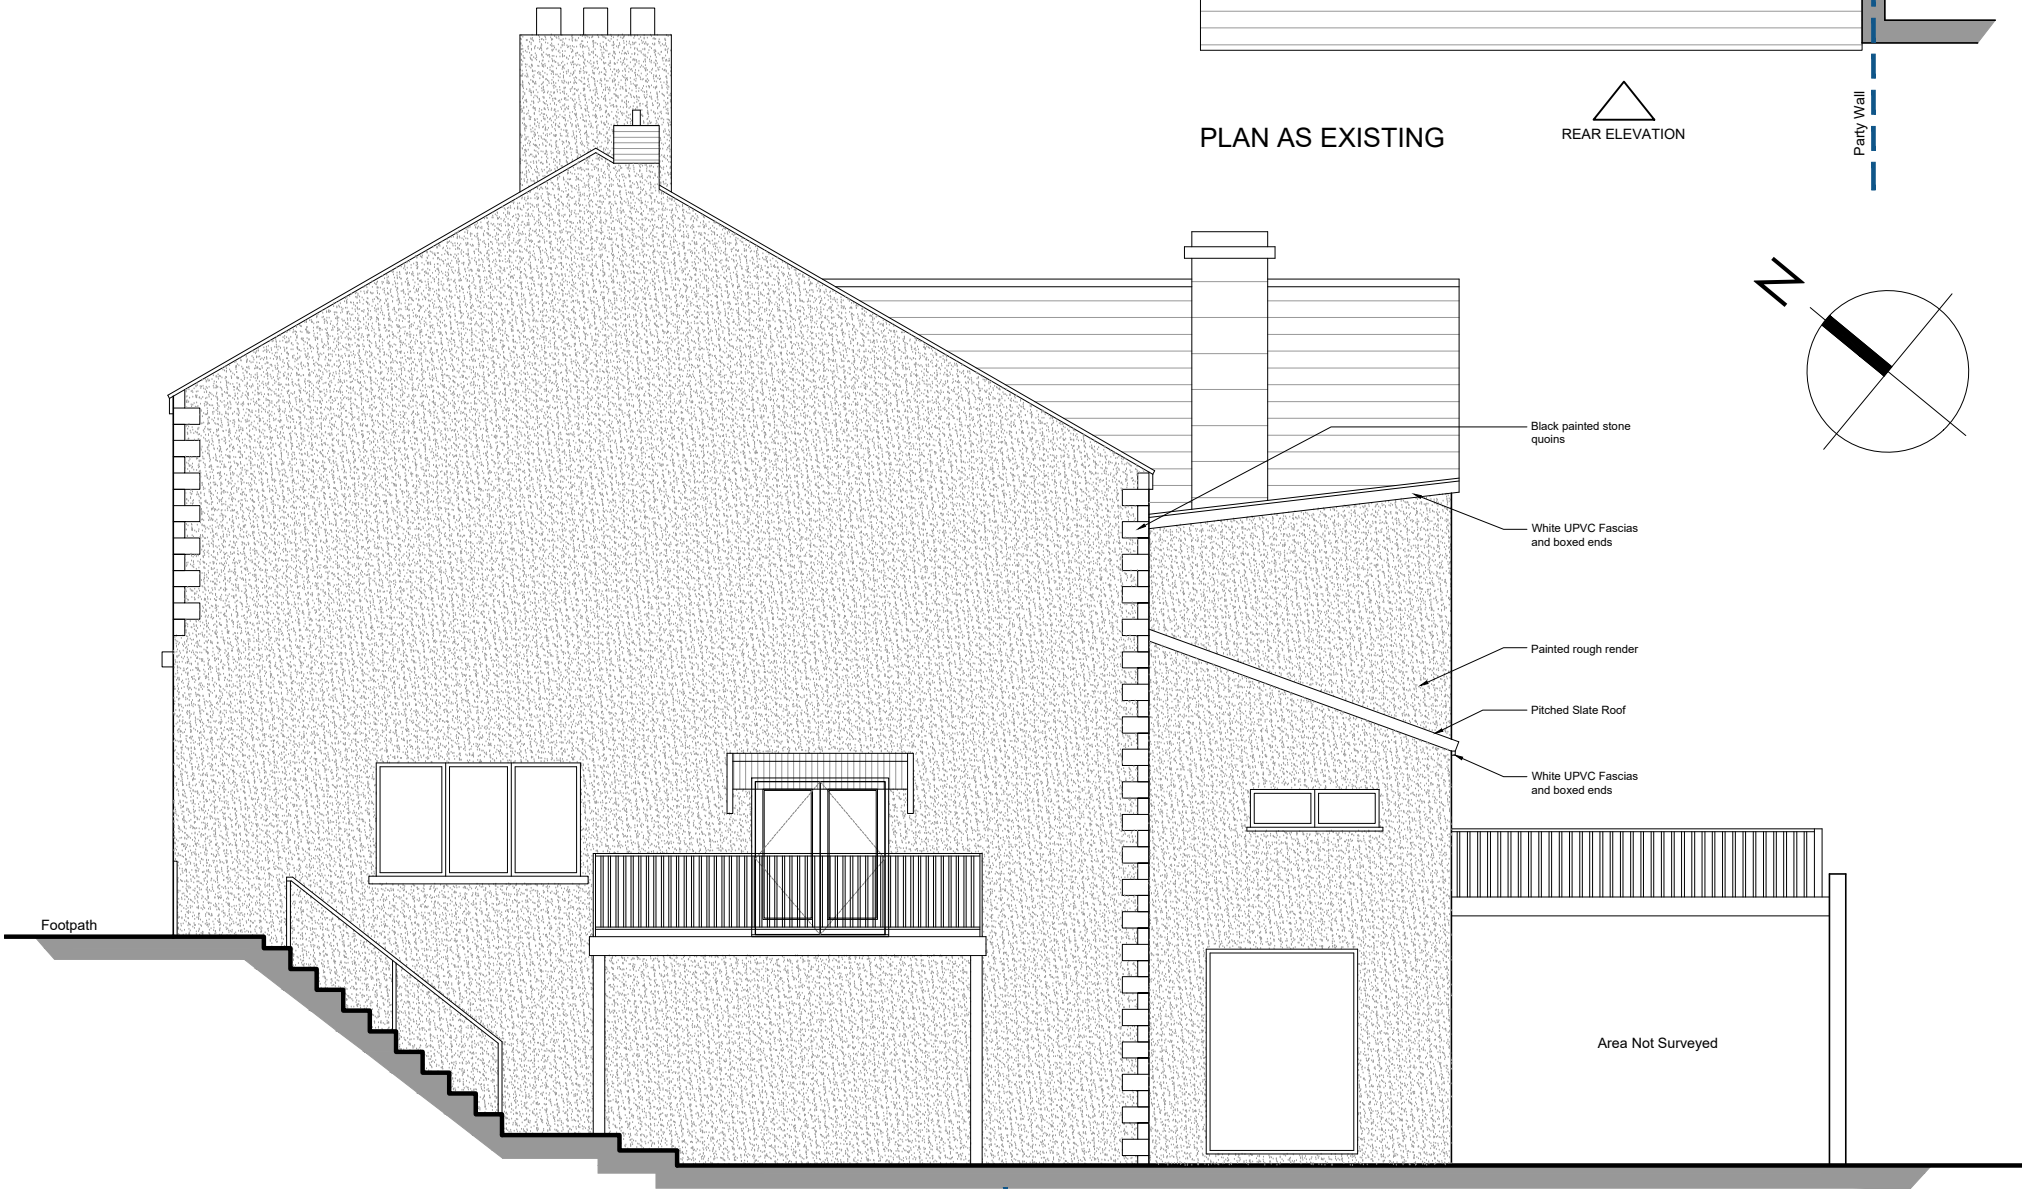 PLAN AS EXISTING
REAR ELEVATION
Party Wall
N
Black painted stone
quoins
White UPVC Fascias
and boxed ends
Painted rough render
Pitched Slate Roof
White UPVC Fascias
and boxed ends
Footpath
Area Not Surveyed